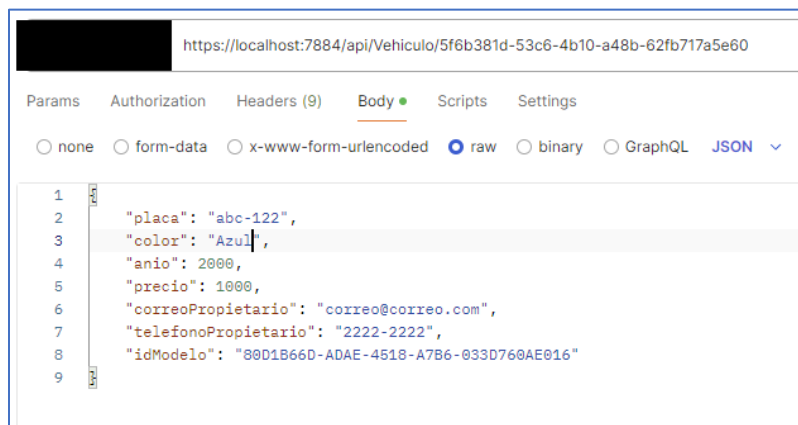 https://localhost:7884/api/Vehiculo/5f6b381d-53c6-4b10-a48b-62fb717a5e60
Params Authorization Headers (9) Body Scripts Settings
none form-data x-www-form-urlencoded raw binary GraphQL JSON
1 {
2 "placa": "abc-122",
3 "color": "Azul",
4 "anio": 2000,
5 "precio": 1000,
6 "correoPropietario": "correo@correo.com",
7 "telefonoPropietario": "2222-2222",
8 "idModelo": "80D1B66D-ADAE-4518-A7B6-033D760AE016"
9 }